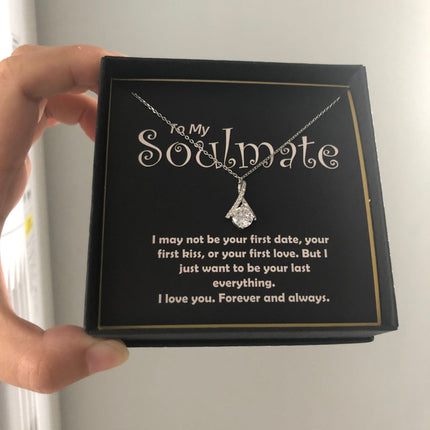 To My
Soulmate
I may not be your first date, your
first kiss, or your first love. But I
just want to be your last
everything.
I love you. Forever and always.